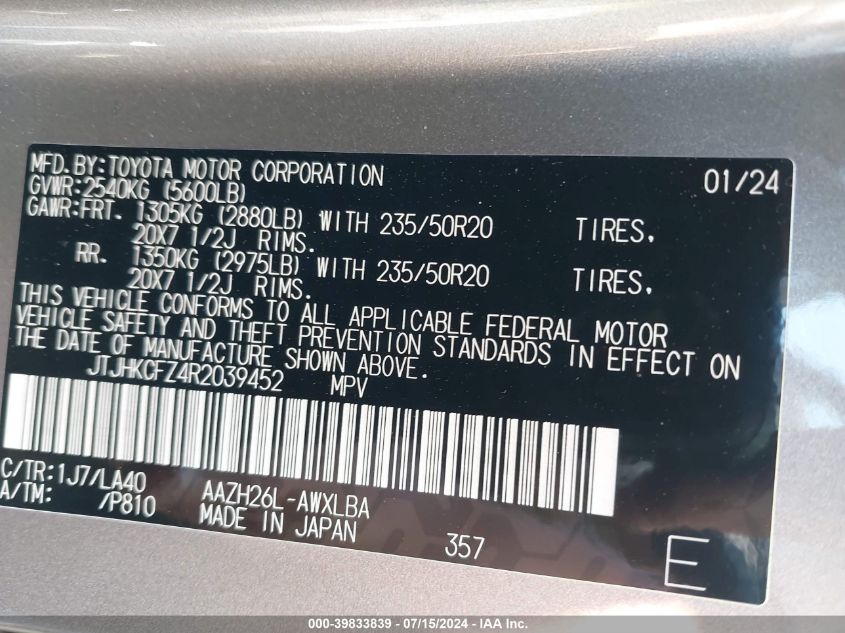 MFD.BY:TOYOTA MOTOR CORPORATION 01/24
GVWR:2540KG (5600LB)
GAWR:FRT. 1305KG (2880LB) WITH 235/50R20 TIRES,
20X7 1/2J RIMS.
RR. 1350KG (2975LB) WITH 235/50R20 TIRES,
20X7 1/2J RIMS.
THIS VEHICLE CONFORMS TO ALL APPLICABLE FEDERAL MOTOR
VEHICLE SAFETY AND THEFT PREVENTION STANDARDS IN EFFECT ON
THE DATE OF MANUFACTURE SHOWN ABOVE.
JTJHKCFZ4R2039452 MPV
C/TR:1J7/LA40 AAZH26L-AWXLBA
A/TM: /P810 MADE IN JAPAN 357 E
000-39833839 - 07/15/2024 - IAA Inc.